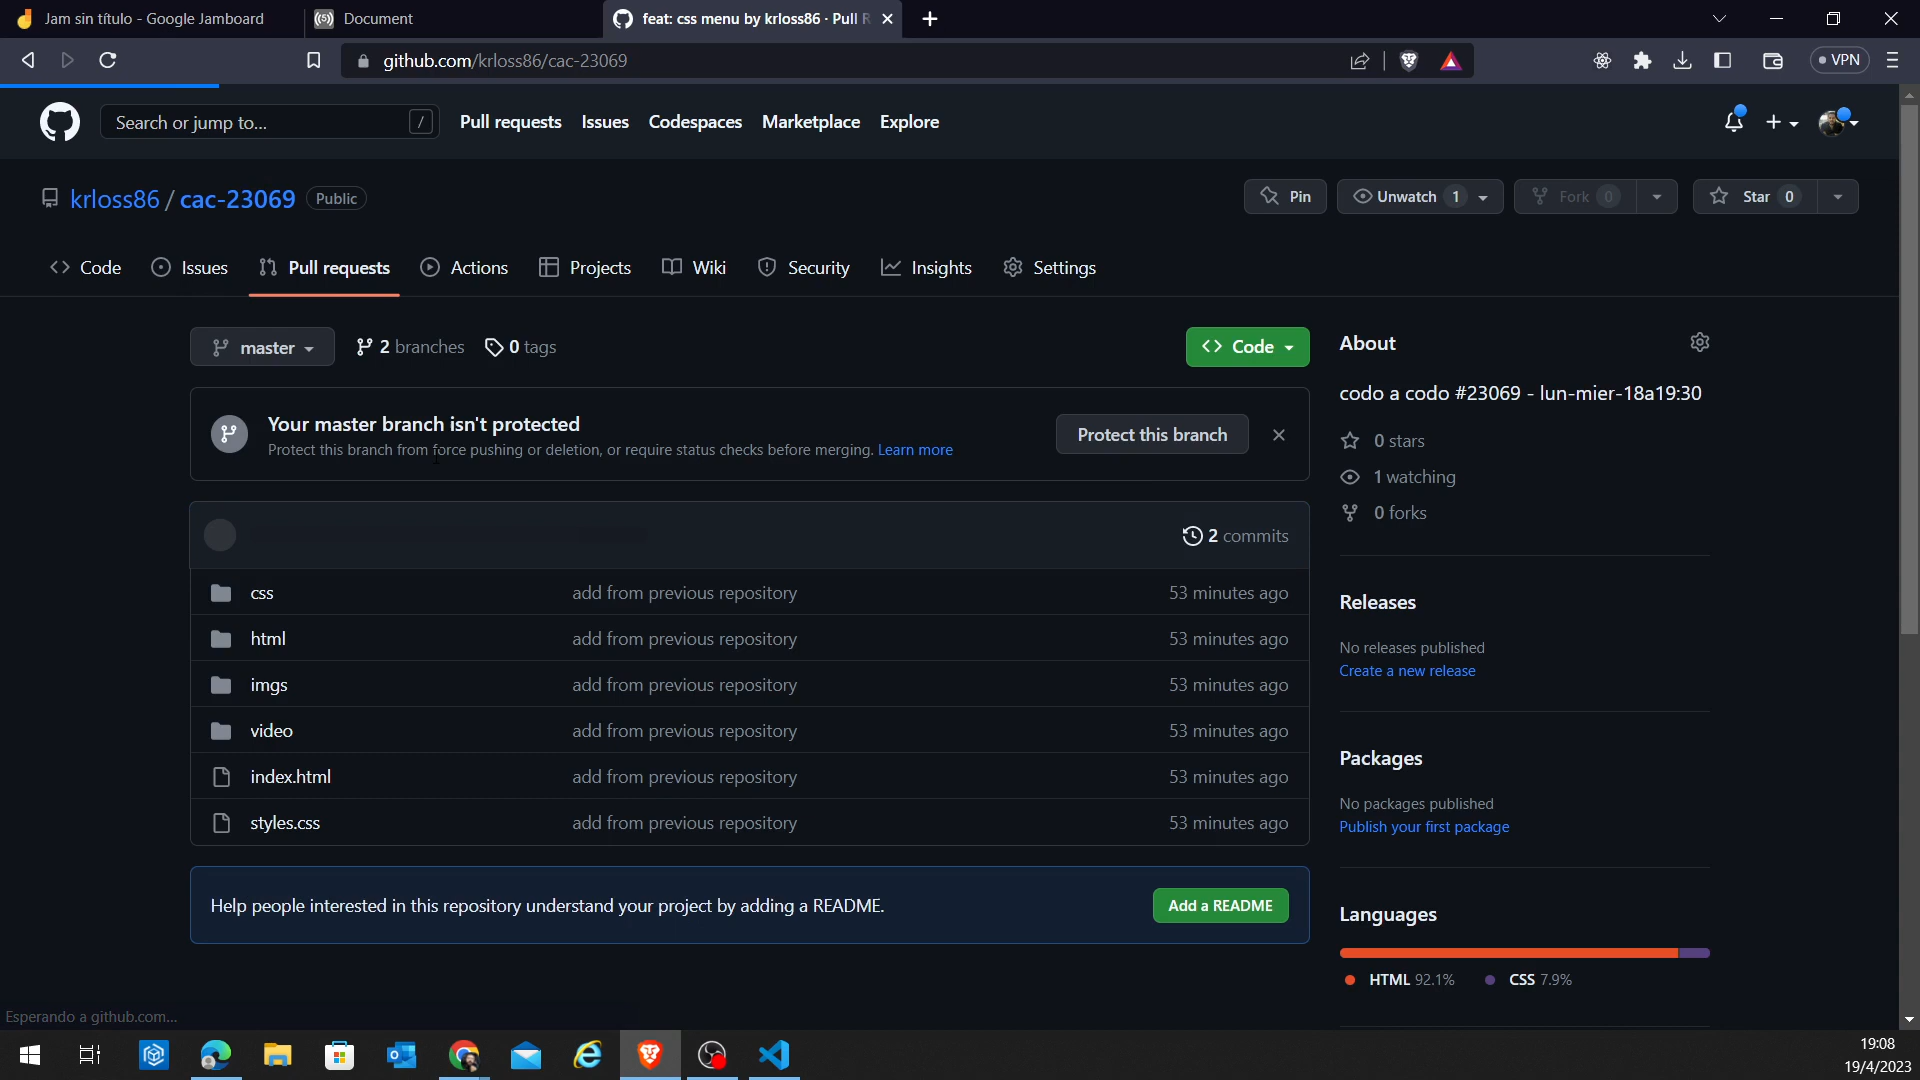 Jam sin título - Google Jamboard
Document
feat: css menu by krloss86 · Pull R
github.com/krloss86/cac-23069
VPN
Search or jump to...
/
Pull requests
Issues
Codespaces
Marketplace
Explore
krloss86 / cac-23069
Public
Pin
Unwatch 1
Fork 0
Star 0
Code
Issues
Pull requests
Actions
Projects
Wiki
Security
Insights
Settings
master
2 branches
0 tags
Code
Your master branch isn't protected
Protect this branch from force pushing or deletion, or require status checks before merging. Learn more
Protect this branch
2 commits
css add from previous repository 53 minutes ago
html add from previous repository 53 minutes ago
imgs add from previous repository 53 minutes ago
video add from previous repository 53 minutes ago
index.html add from previous repository 53 minutes ago
styles.css add from previous repository 53 minutes ago
Help people interested in this repository understand your project by adding a README.
Add a README
About
codo a codo #23069 - lun-mier-18a19:30
0 stars
1 watching
0 forks
Releases
No releases published
Create a new release
Packages
No packages published
Publish your first package
Languages
HTML 92.1%
CSS 7.9%
Esperando a github.com...
19:08
19/4/2023